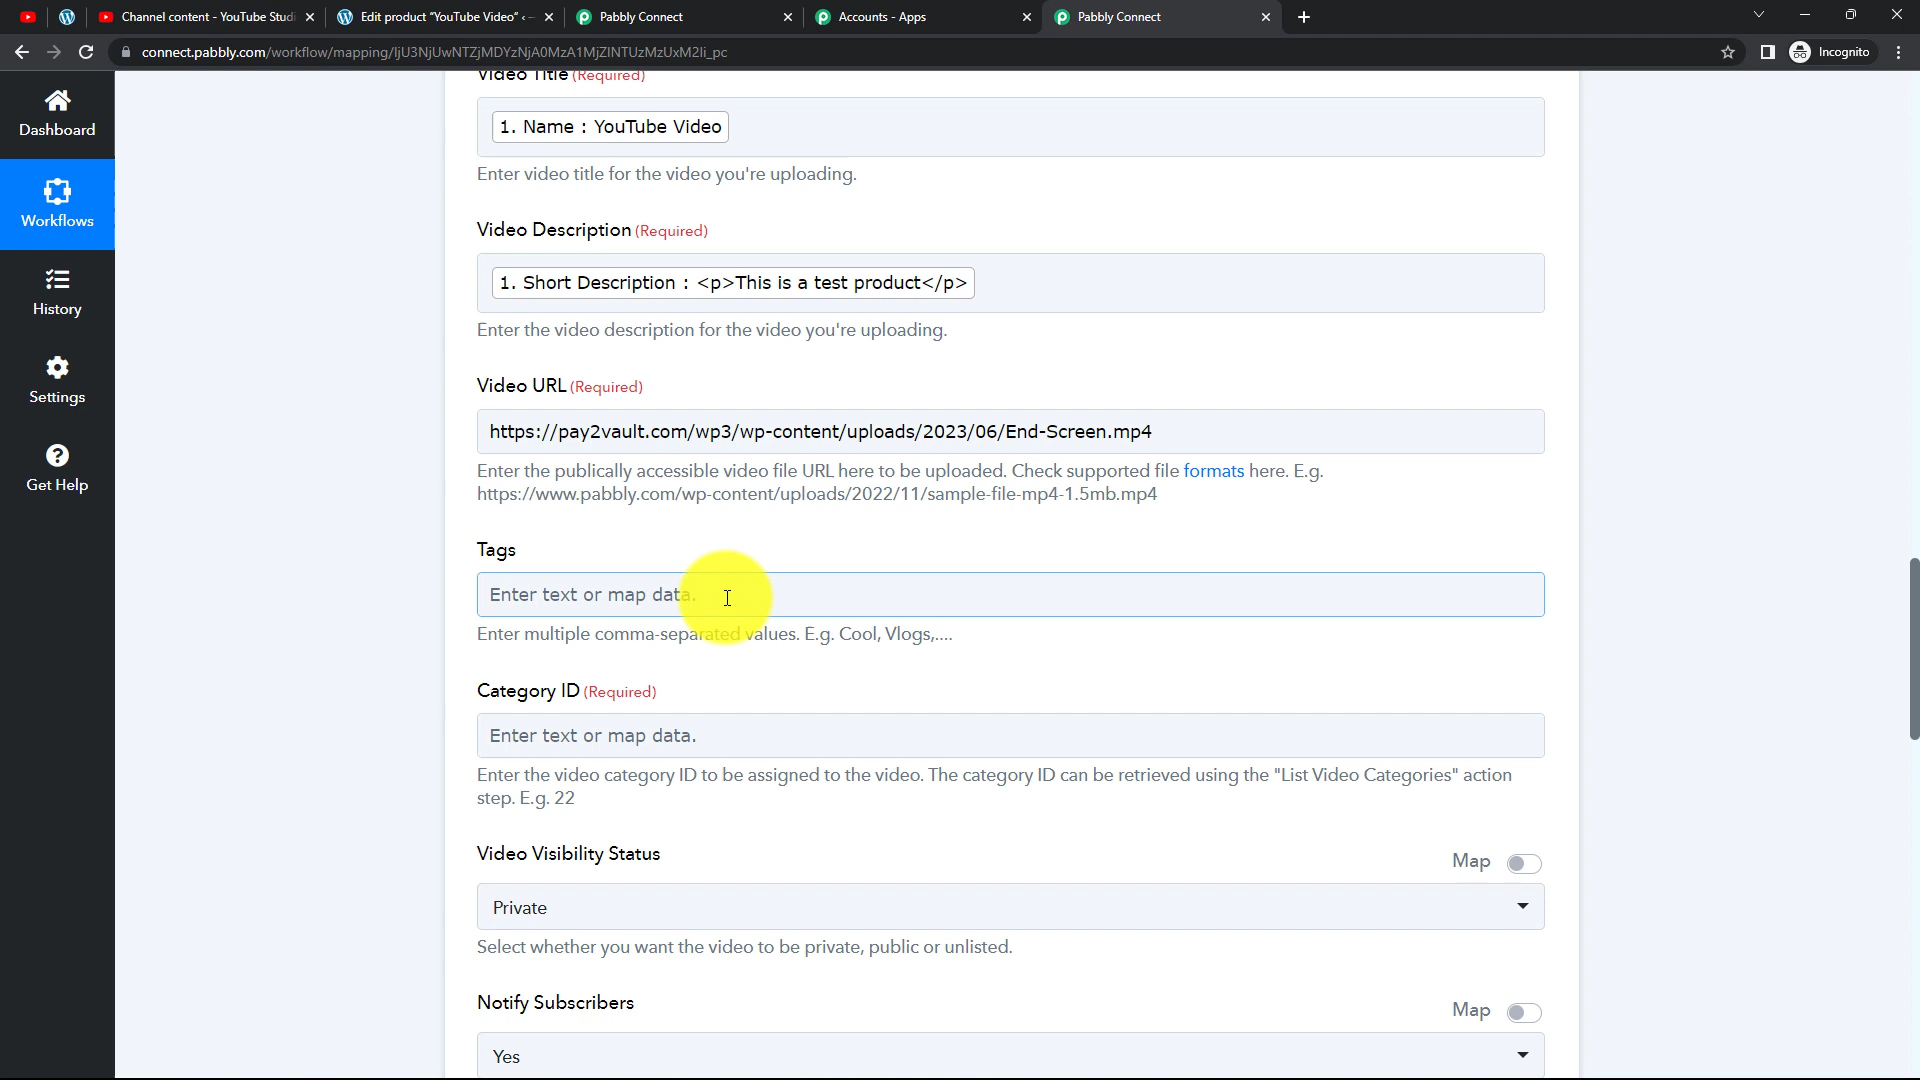 Channel content - YouTube Studi
Edit product "YouTube Video" ‹
Pabbly Connect
Accounts - Apps
Pabbly Connect
connect.pabbly.com/workflow/mapping/IjU3NjUwNTZjMDYzNjA0MzA1MjZlNTUzMzUxM2Ii_pc
Incognito
Dashboard
Workflows
History
Settings
Get Help
Video Title (Required)
1. Name : YouTube Video
Enter video title for the video you're uploading.
Video Description (Required)
1. Short Description : <p>This is a test product</p>
Enter the video description for the video you're uploading.
Video URL (Required)
https://pay2vault.com/wp3/wp-content/uploads/2023/06/End-Screen.mp4
Enter the publically accessible video file URL here to be uploaded. Check supported file formats here. E.g.
https://www.pabbly.com/wp-content/uploads/2022/11/sample-file-mp4-1.5mb.mp4
Tags
Enter text or map data.
Enter multiple comma-separated values. E.g. Cool, Vlogs,....
Category ID (Required)
Enter text or map data.
Enter the video category ID to be assigned to the video. The category ID can be retrieved using the "List Video Categories" action
step. E.g. 22
Video Visibility Status
Map
Private
Select whether you want the video to be private, public or unlisted.
Notify Subscribers
Map
Yes